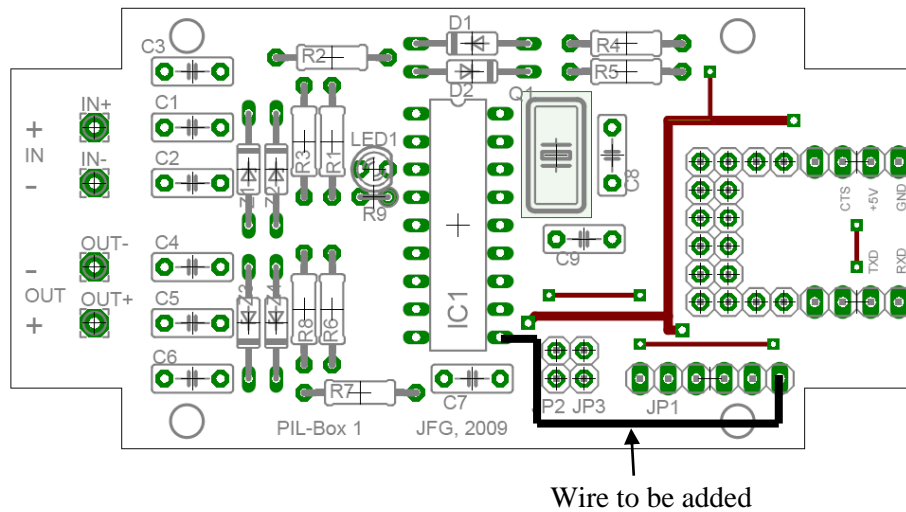 D1
C3
R2
R4
R5
D2
Q1
IN+
C1
+
IN
LED1
R3
R1
IN-
C2
-
Z1
Z2
R9
C8
CTS
+5V
GND
C9
OUT-
C4
-
OUT
TXD
RXD
OUT+
C5
+
Z3
Z4
R8
R6
IC1
C6
R7
C7
JP2 JP3
JP1
PIL-Box 1
JFG, 2009
Wire to be added